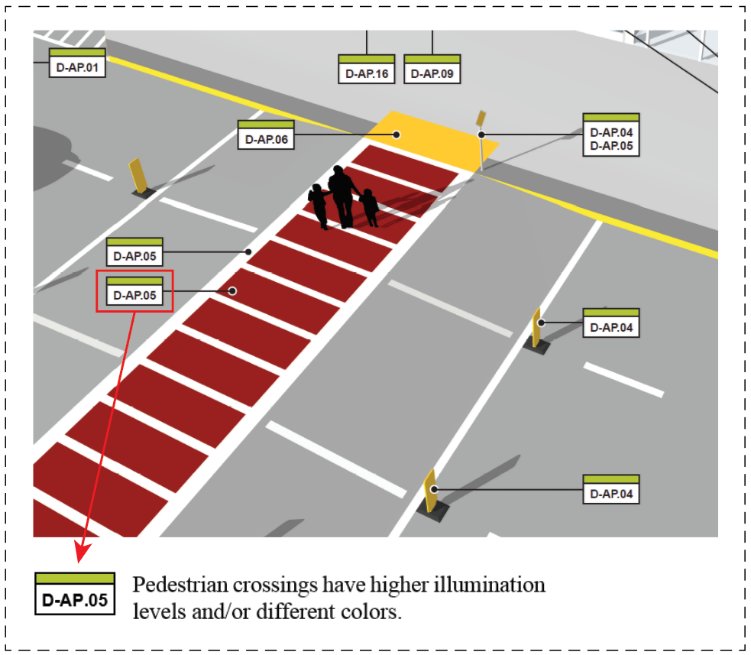 D-AP.01
D-AP.16
D-AP.09
D-AP.06
D-AP.04
D-AP.05
D-AP.05
D-AP.05
D-AP.04
D-AP.04
D-AP.05
Pedestrian crossings have higher illumination
levels and/or different colors.